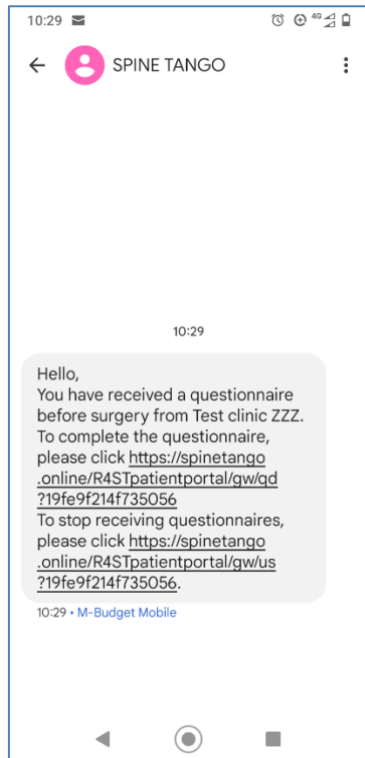 10:29
4G
SPINE TANGO
10:29
Hello,
You have received a questionnaire
before surgery from Test clinic ZZZ.
To complete the questionnaire,
please click https://spinetango
.online/R4STpatientportal/gw/qd
?19fe9f214f735056
To stop receiving questionnaires,
please click https://spinetango
.online/R4STpatientportal/gw/us
?19fe9f214f735056.
10:29 • M-Budget Mobile